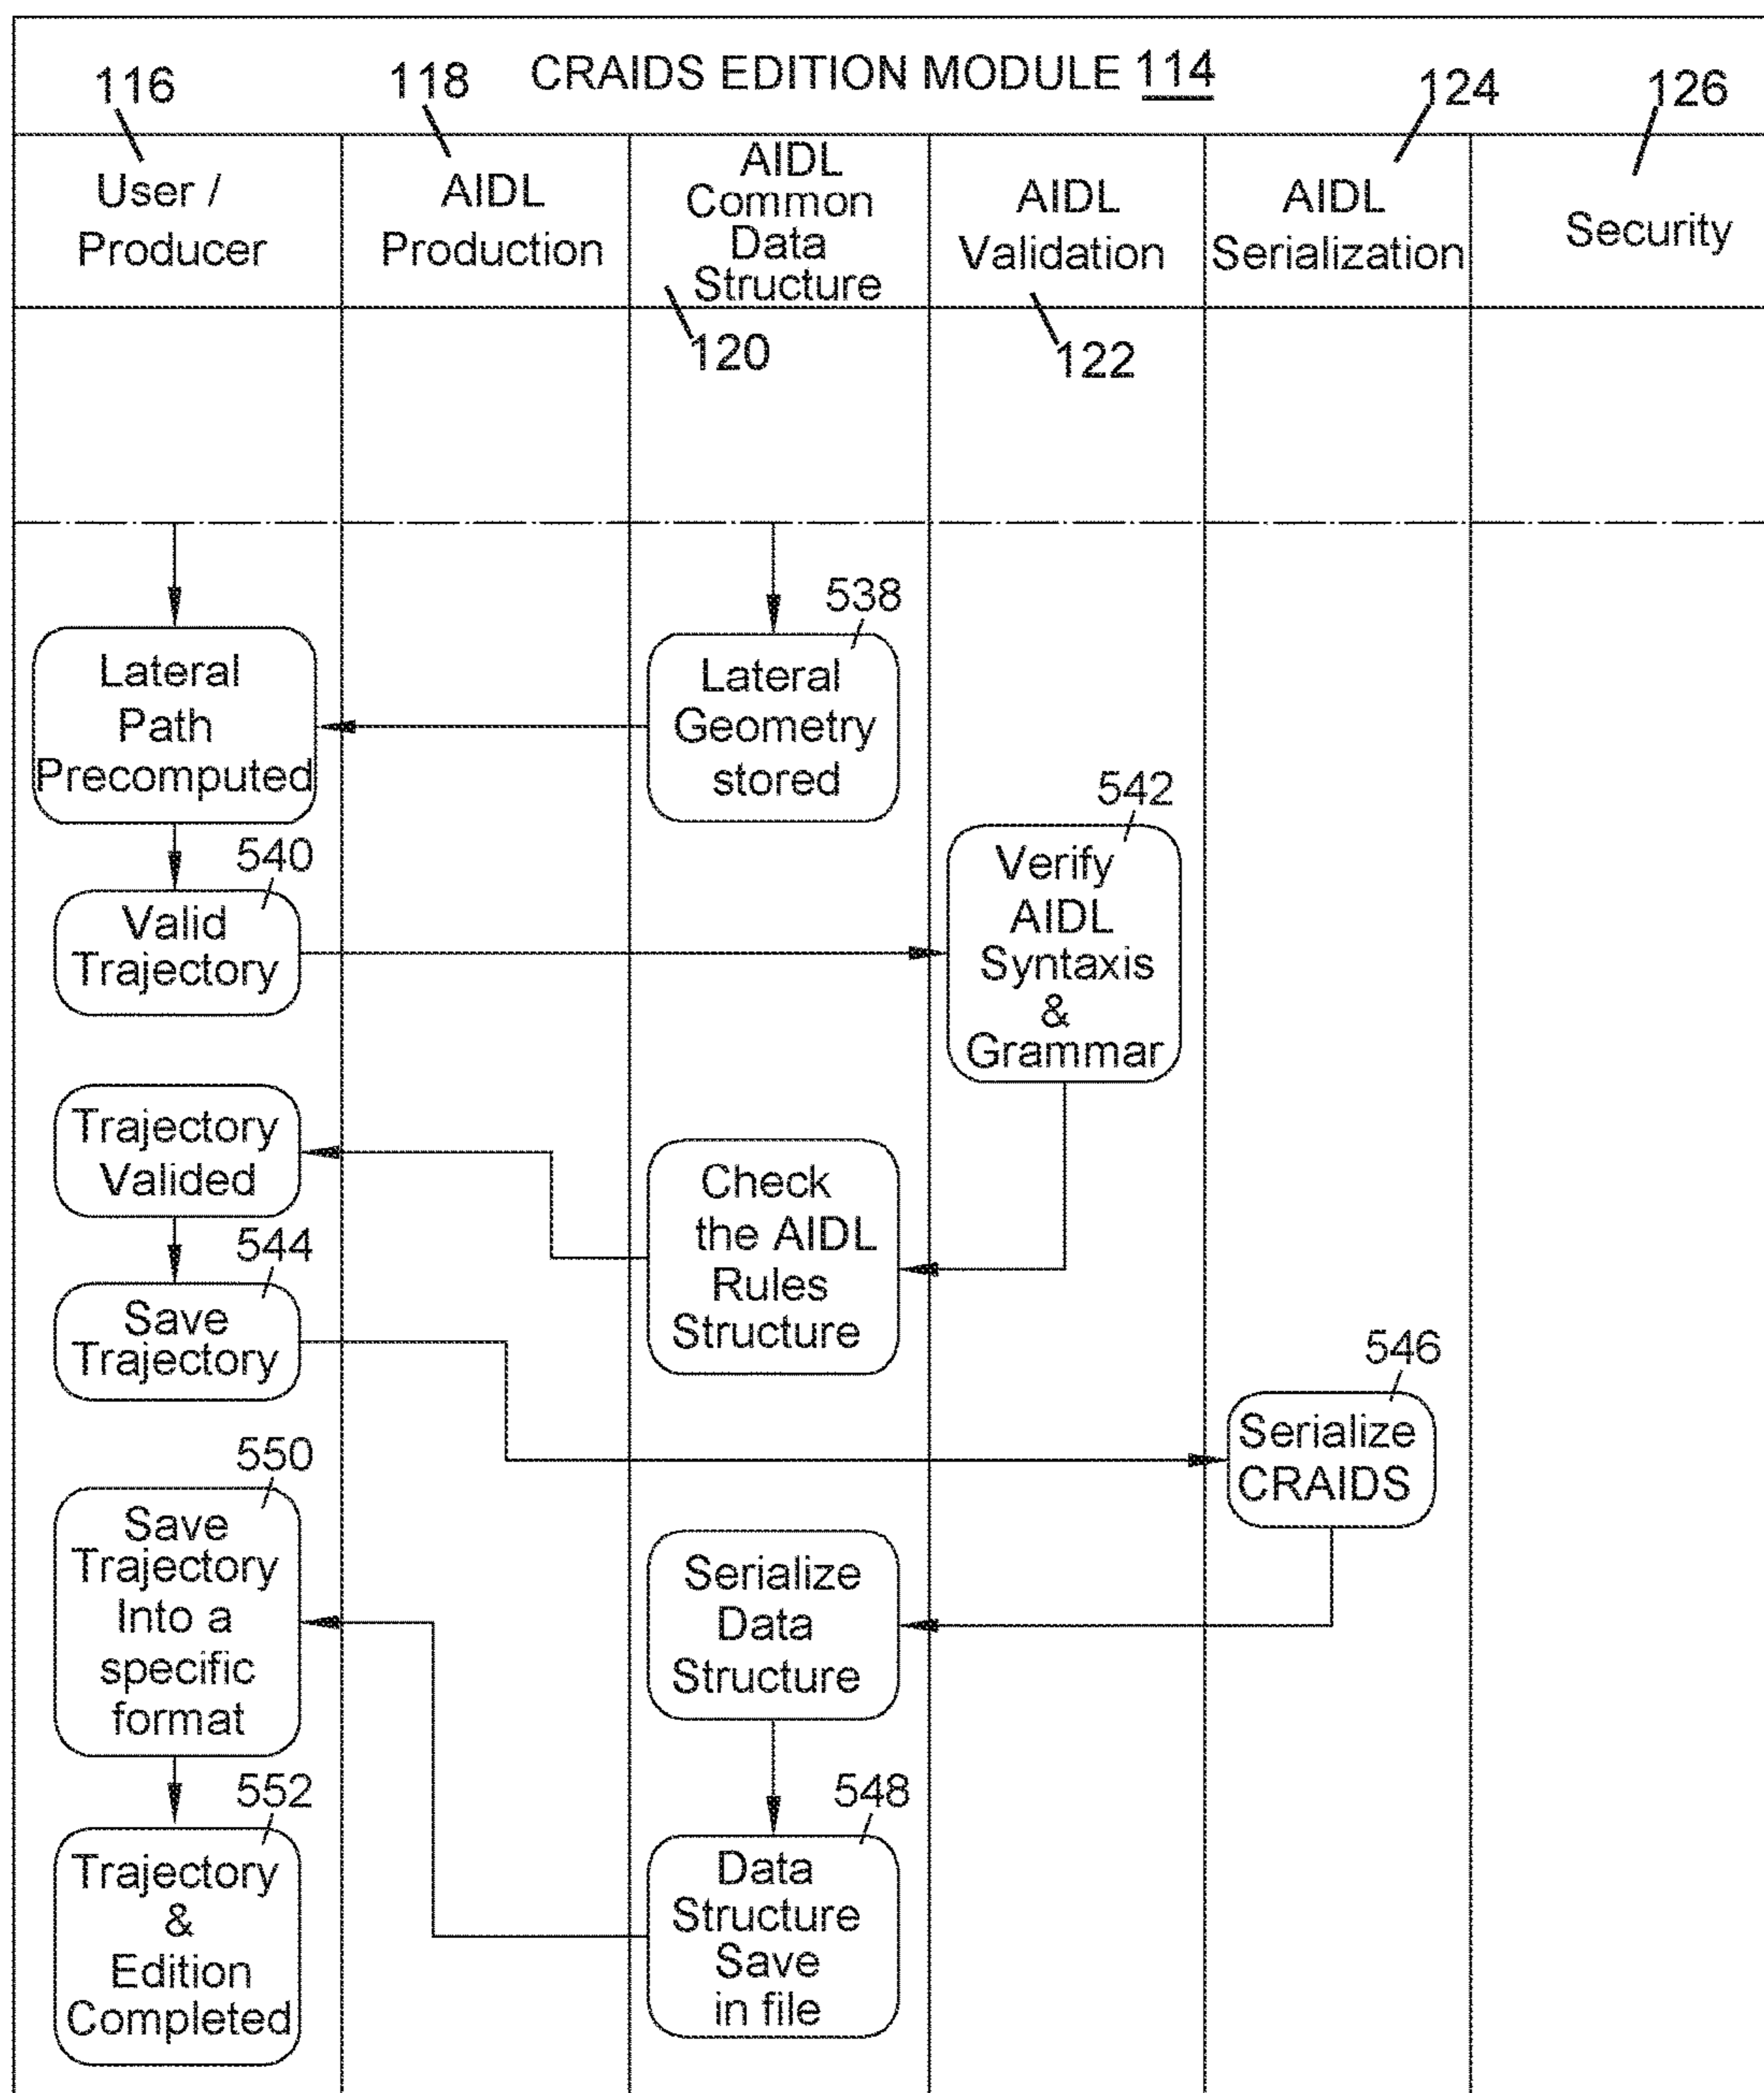 CRAIDS EDITION MODULE 114
116
118
124
126
User /
Producer
AIDL
Production
AIDL
Common
Data
Structure
AIDL
Validation
AIDL
Serialization
Security
120
122
Lateral
Path
Precomputed
538
Lateral
Geometry
stored
540
Valid
Trajectory
542
Verify
AIDL
Syntaxis
&
Grammar
Trajectory
Valided
Check
the AIDL
Rules
Structure
544
Save
Trajectory
546
Serialize
CRAIDS
550
Save
Trajectory
Into a
specific
format
Serialize
Data
Structure
552
Trajectory
&
Edition
Completed
548
Data
Structure
Save
in file